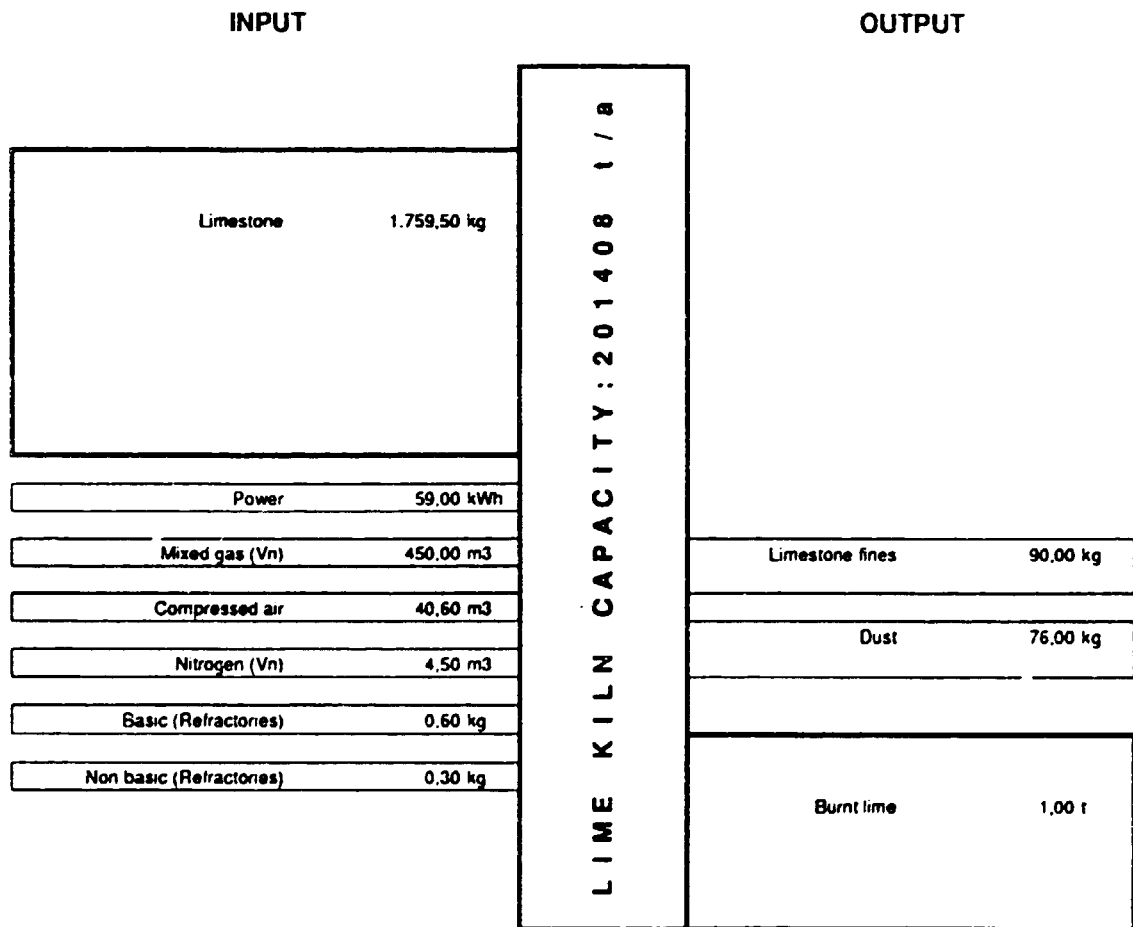 INPUT
OUTPUT
LIME KILN CAPACITY:201408 t/a
Limestone 1.759,50 kg
Power 59,00 kWh
Mixed gas (Vn) 450,00 m3
Compressed air 40,60 m3
Nitrogen (Vn) 4,50 m3
Basic (Refractories) 0,60 kg
Non basic (Refractories) 0,30 kg
Limestone fines 90,00 kg
Dust 76,00 kg
Burnt lime 1,00 t